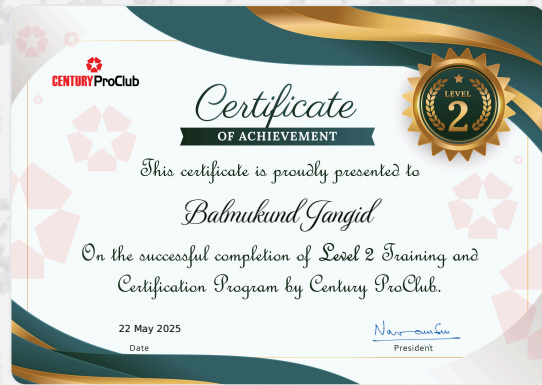 CENTURY ProClub
LEVEL
2
Certificate
OF ACHIEVEMENT
This certificate is proudly presented to
Balmukund Jangid
On the successful completion of Level 2 Training and
Certification Program by Century ProClub.
22 May 2025
Date
President